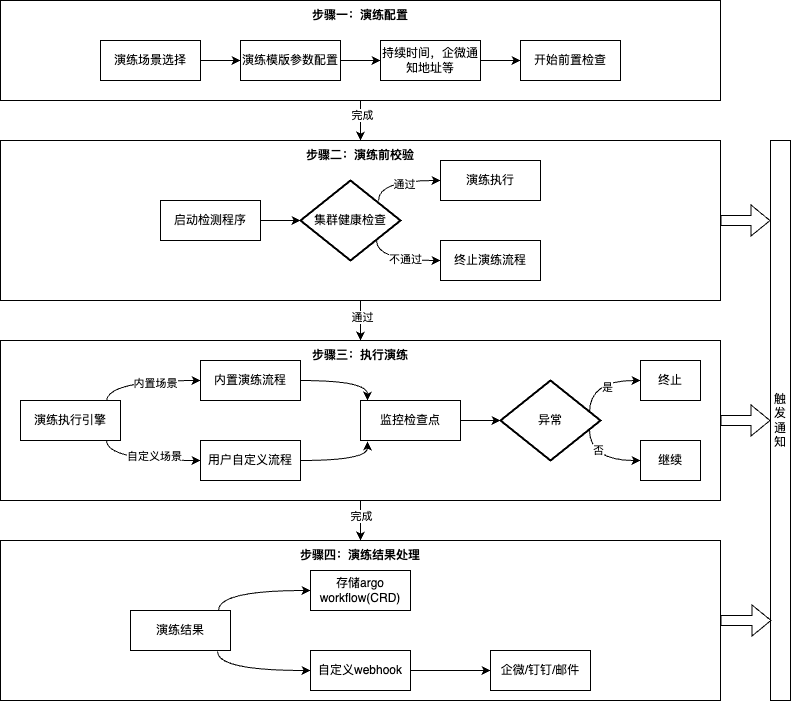 步骤一：演练配置
演练场景选择
演练模版参数配置
持续时间，企微通
知地址等
开始前置检查
完成
步骤二：演练前校验
启动检测程序
集群健康检查
通过
演练执行
不通过
终止演练流程
通过
步骤三：执行演练
演练执行引擎
内置场景
内置演练流程
自定义场景
用户自定义流程
监控检查点
异常
是
终止
否
继续
完成
步骤四：演练结果处理
演练结果
存储argo
workflow(CRD)
自定义webhook
企微/钉钉/邮件
触
发
通
知